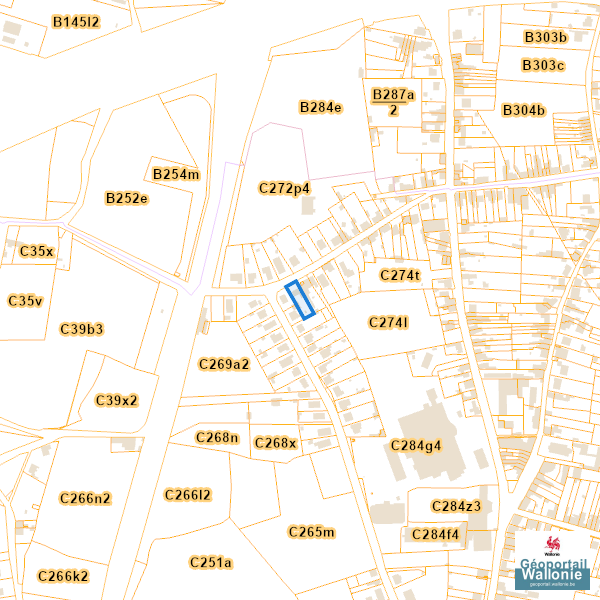 B145l2
B303b
B303c
B287a
2
B284e
B304b
B254m
B252e
C272p4
C35x
C274t
C35v
C39b3
C274l
C269a2
C39x2
C268n
C268x
C284g4
C266n2
C266l2
C284z3
C265m
C284f4
C251a
C266k2
Wallonie
Géoportail
Wallonie
geoportail.wallonie.be